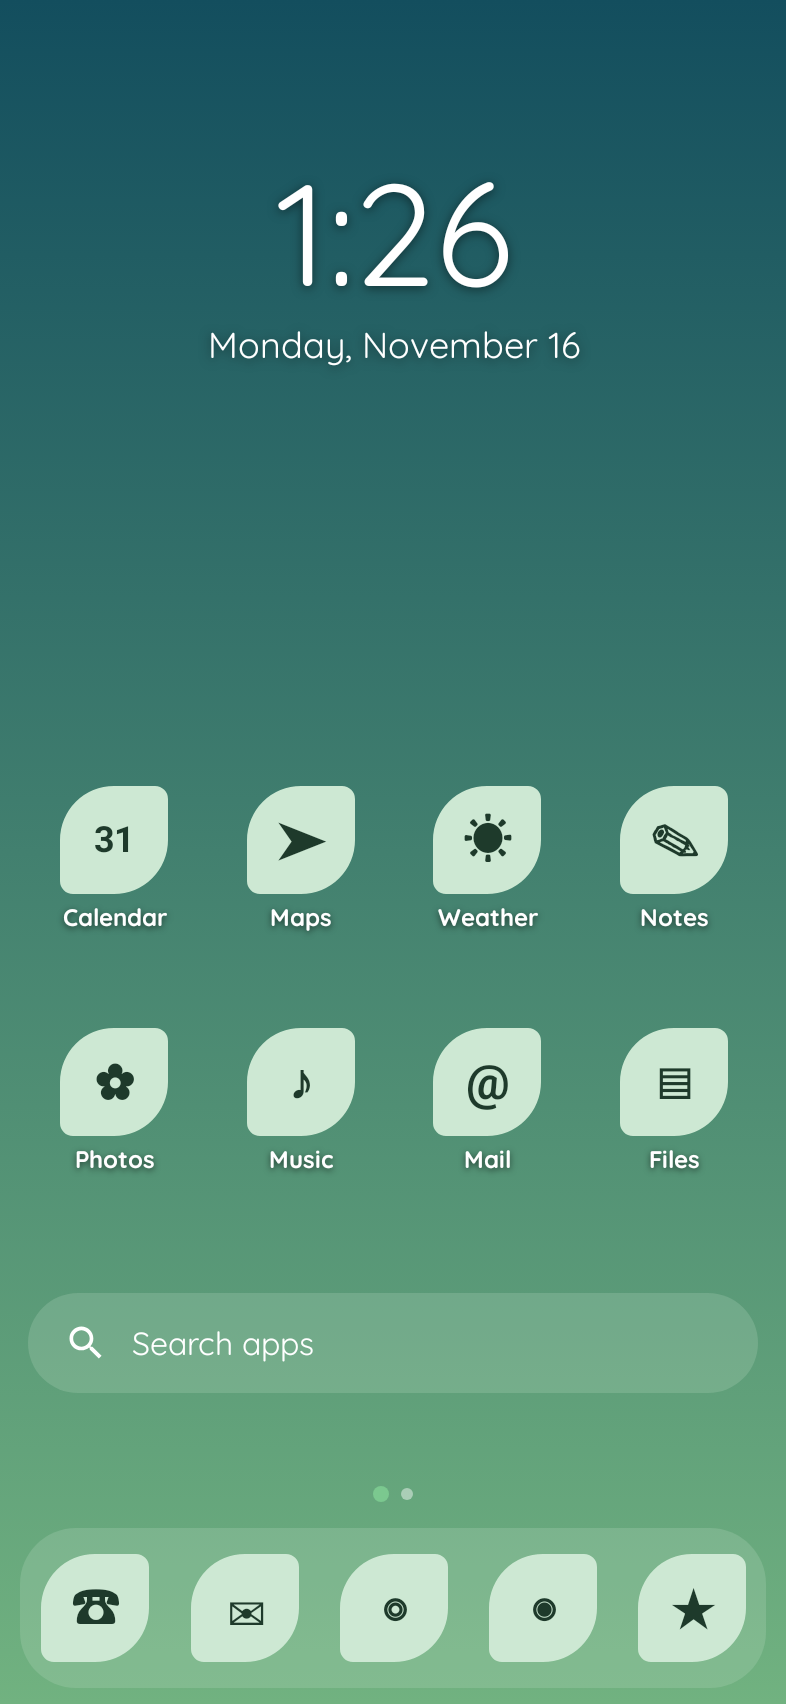 1:26
Monday, November 16
31
Calendar
Maps
Weather
Notes
@
Photos
Music
Mail
Files
Search apps